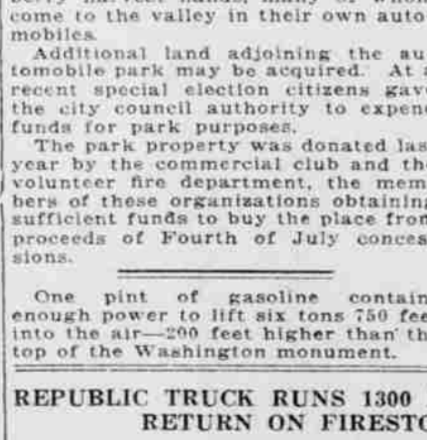 come to the valley in their own auto-
mobiles.
Additional land adjoining the au-
tomobile park may be acquired. At a
recent special election citizens gave
the city council authority to expend
funds for park purposes.
The park property was donated las
year by the commercial club and the
volunteer fire department, the mem-
bers of these organizations obtaining
sufficient funds to buy the place from
proceeds of Fourth of July conces-
sions.
One pint of gasoline contain
enough power to lift six tons 750 fee
into the air—200 feet higher than th
top of the Washington monument.
REPUBLIC TRUCK RUNS 1300
RETURN ON FIRESTO